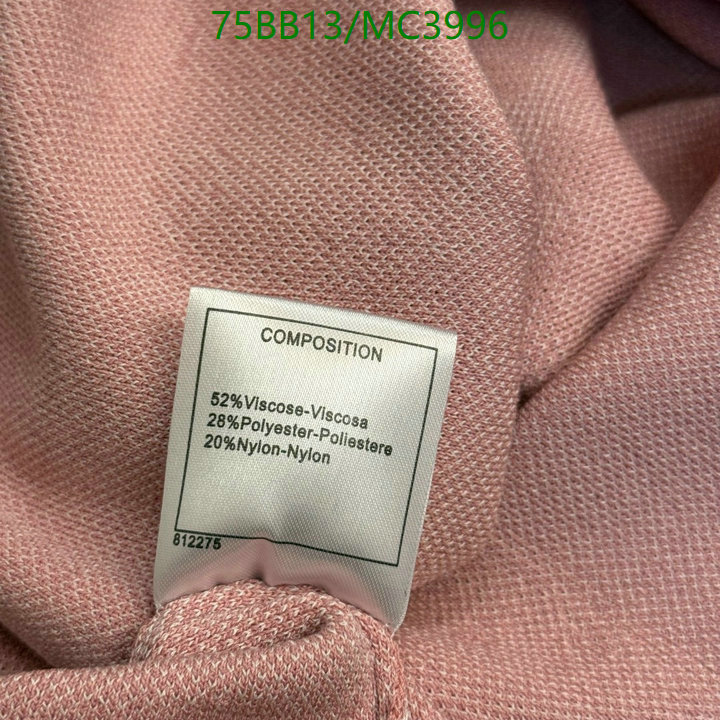 75BB13/MC3996
COMPOSITION
52%Viscose-Viscosa
28%Polyester-Poliestere
20%Nylon-Nylon
812275